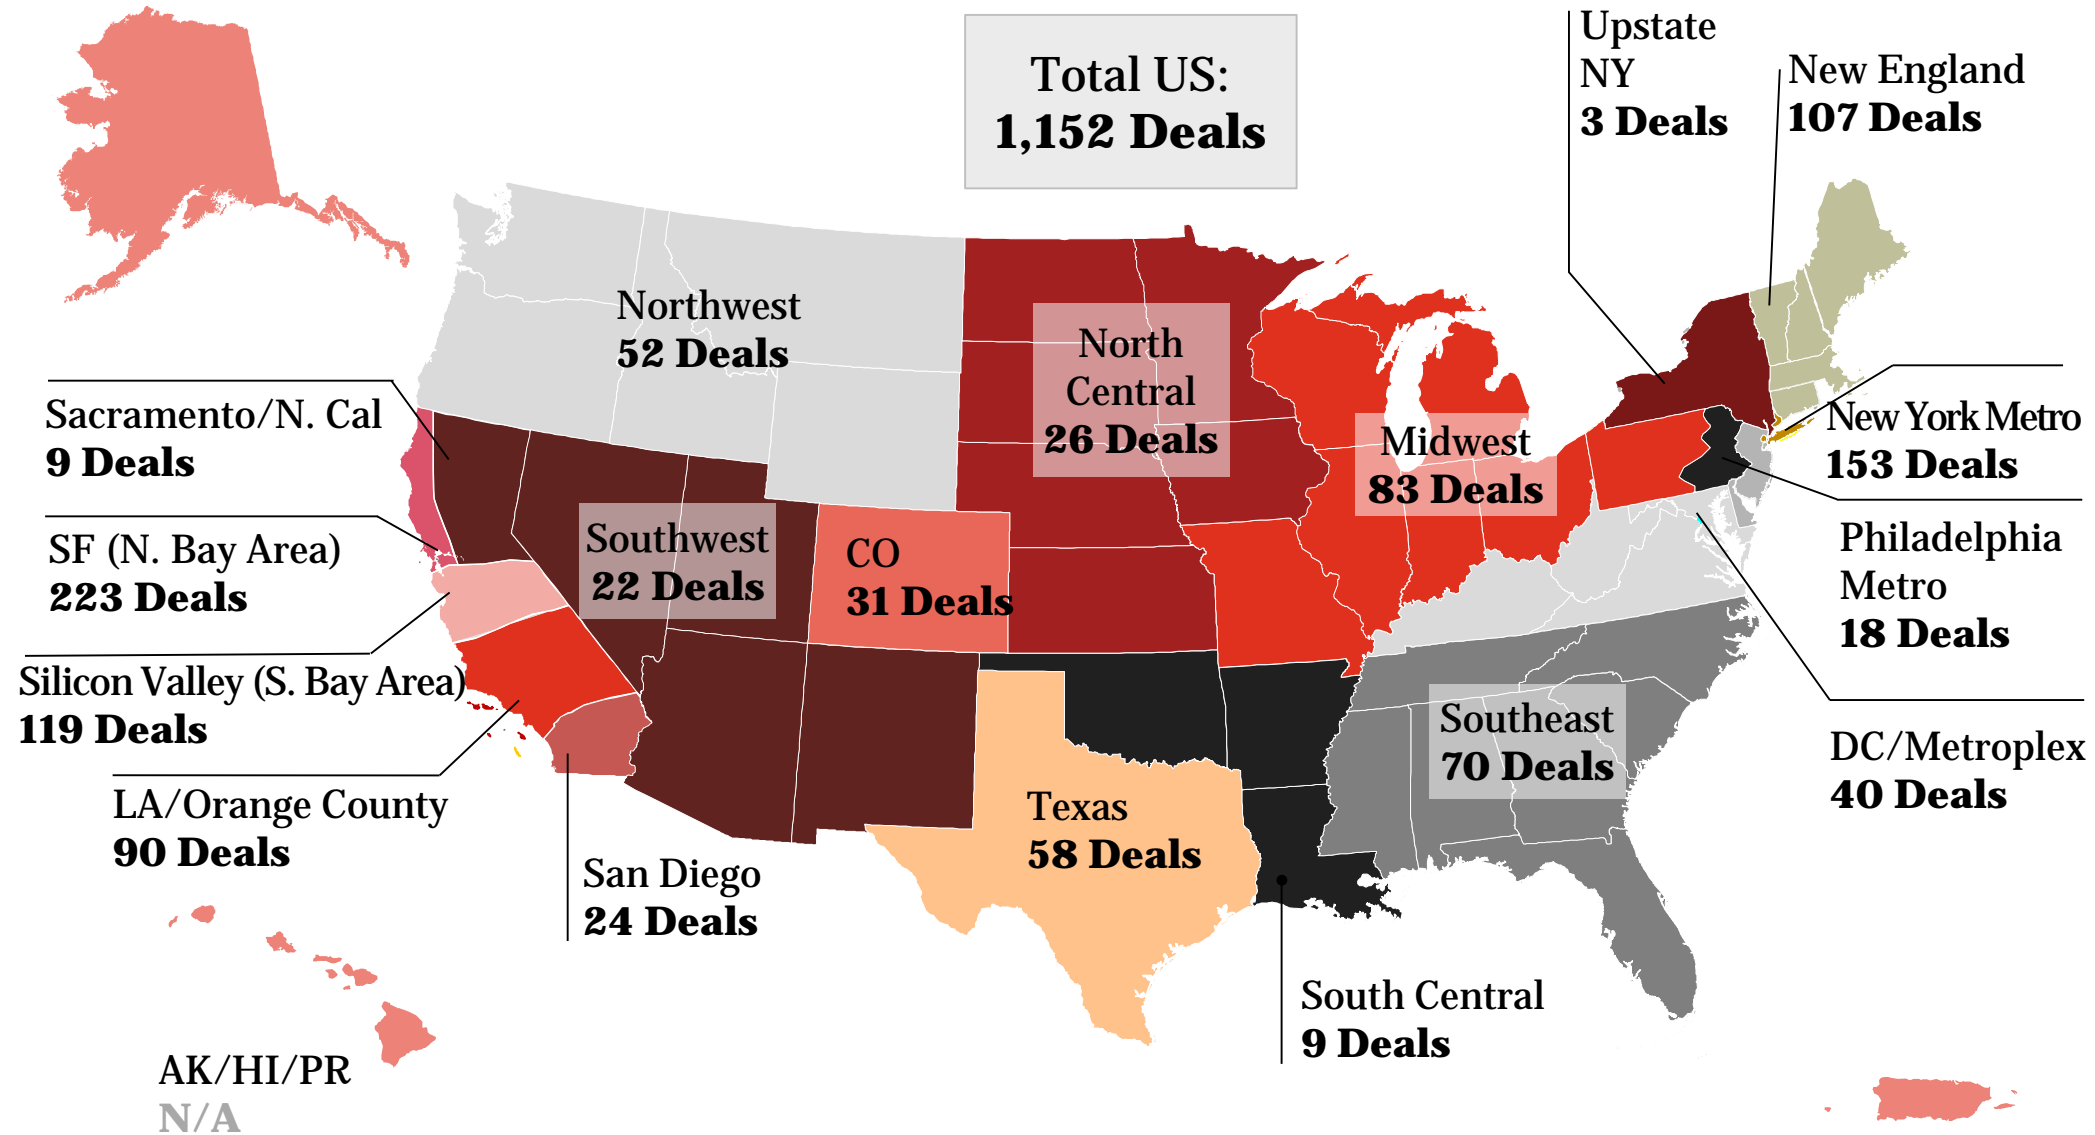 Total US:
1,152 Deals
Upstate
NY
3 Deals
New England
107 Deals
Northwest
52 Deals
North
Central
26 Deals
Sacramento/N. Cal
9 Deals
Midwest
83 Deals
New York Metro
153 Deals
SF (N. Bay Area)
223 Deals
Southwest
22 Deals
CO
31 Deals
Philadelphia
Metro
18 Deals
Silicon Valley (S. Bay Area)
119 Deals
Southeast
70 Deals
DC/Metroplex
40 Deals
LA/Orange County
90 Deals
Texas
58 Deals
San Diego
24 Deals
South Central
9 Deals
AK/HI/PR
N/A